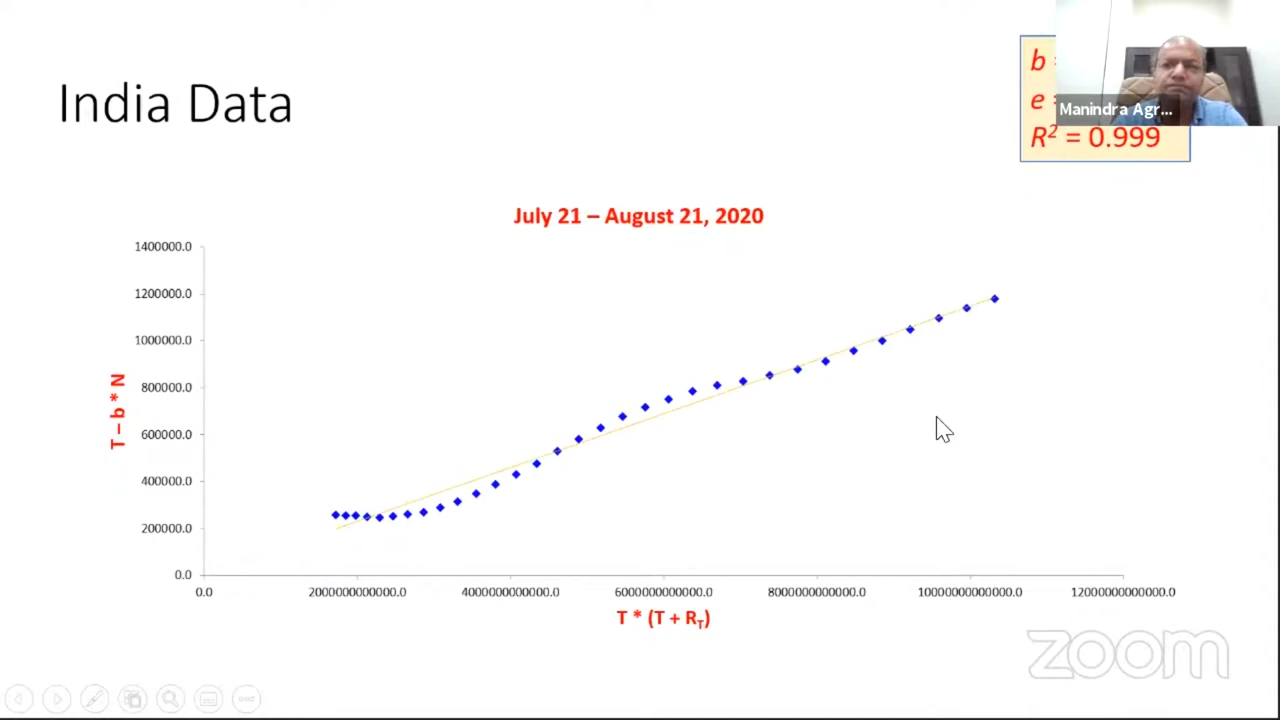 India Data
b =
e =
R² = 0.999
Manindra Agr...
July 21 – August 21, 2020
T – b * N
1400000.0
1200000.0
1000000.0
800000.0
600000.0
400000.0
200000.0
0.0
0.0 2000000000000.0 4000000000000.0 6000000000000.0 8000000000000.0 10000000000000.0 12000000000000.0
T * (T + R_T)
zoom